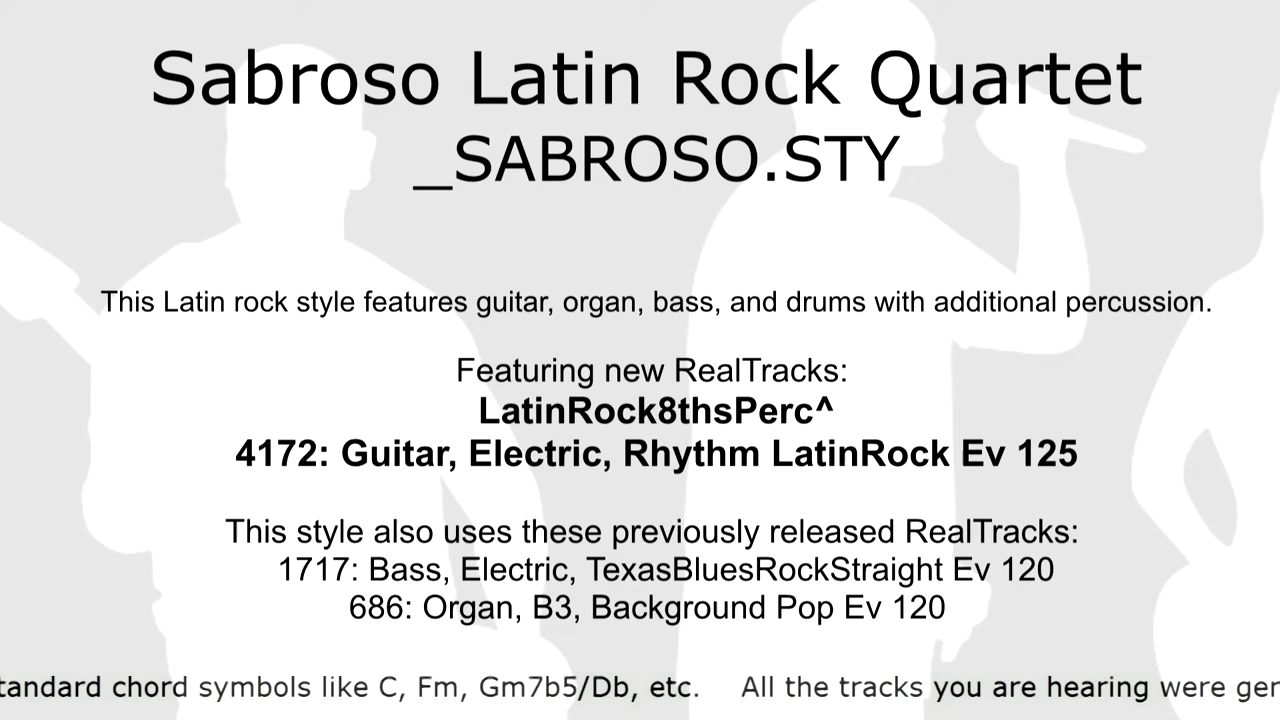 Sabroso Latin Rock Quartet
_SABROSO.STY
This Latin rock style features guitar, organ, bass, and drums with additional percussion.
Featuring new RealTracks:
LatinRock8thsPerc^
4172: Guitar, Electric, Rhythm LatinRock Ev 125
This style also uses these previously released RealTracks:
1717: Bass, Electric, TexasBluesRockStraight Ev 120
686: Organ, B3, Background Pop Ev 120
tandard chord symbols like C, Fm, Gm7b5/Db, etc. All the tracks you are hearing were ger